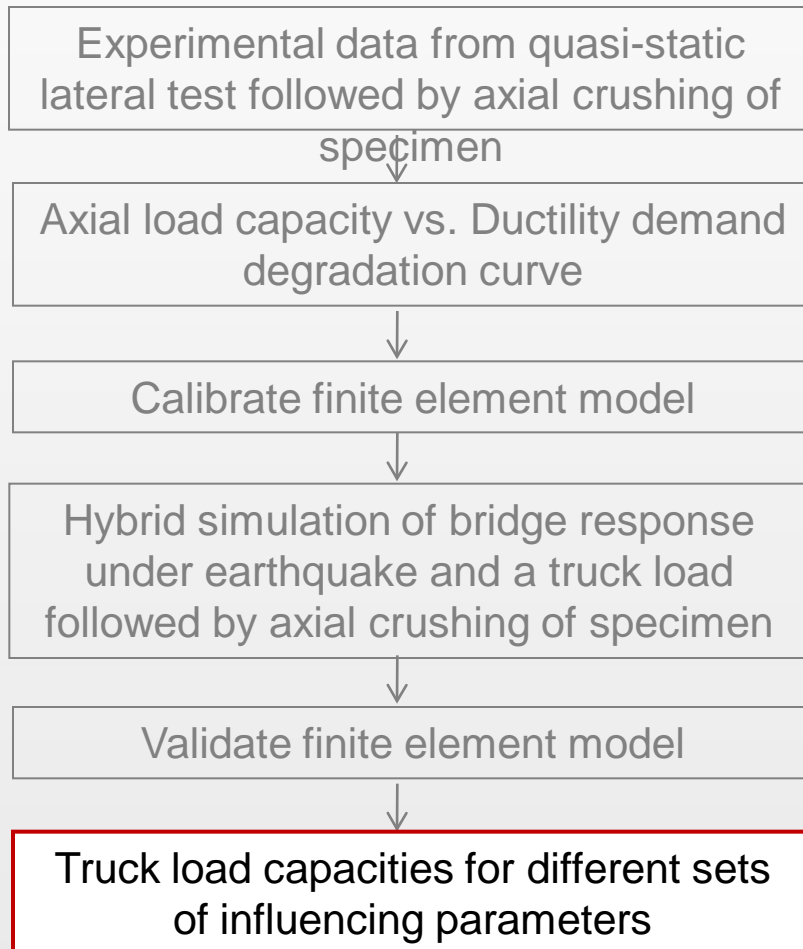 Experimental data from quasi-static
lateral test followed by axial crushing of
specimen
Axial load capacity vs. Ductility demand
degradation curve
Calibrate finite element model
Hybrid simulation of bridge response
under earthquake and a truck load
followed by axial crushing of specimen
Validate finite element model
Truck load capacities for different sets
of influencing parameters